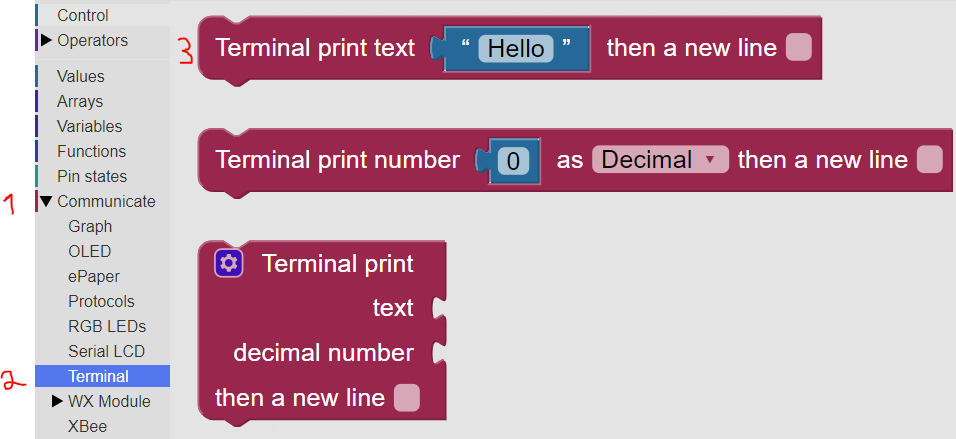 Control
Operators
Values
Arrays
Variables
Functions
Pin states
1 Communicate
Graph
OLED
ePaper
Protocols
RGB LEDs
Serial LCD
2 Terminal
WX Module
XBee
3 Terminal print text “ Hello ” then a new line
Terminal print number 0 as Decimal then a new line
Terminal print
text
decimal number
then a new line